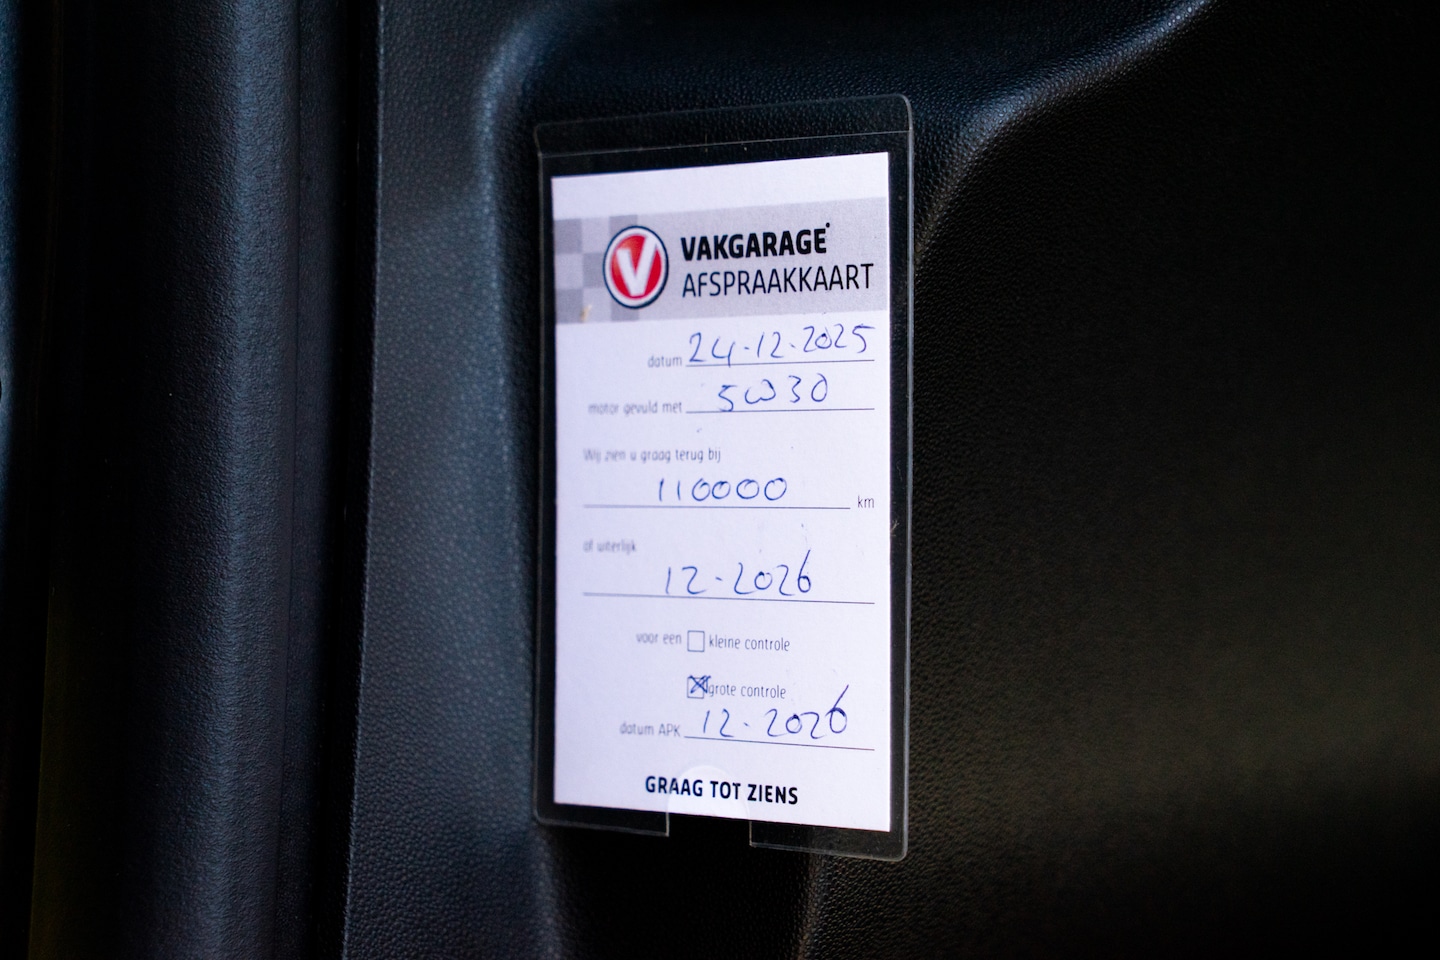 V VAKGARAGE
AFSPRAAKKAART
datum 24-12-2025
motor gevuld met 5W30
Wij zien u graag terug bij
110000 km
of uiterlijk
12-2026
voor een kleine controle
grote controle
datum APK 12-2026
GRAAG TOT ZIENS